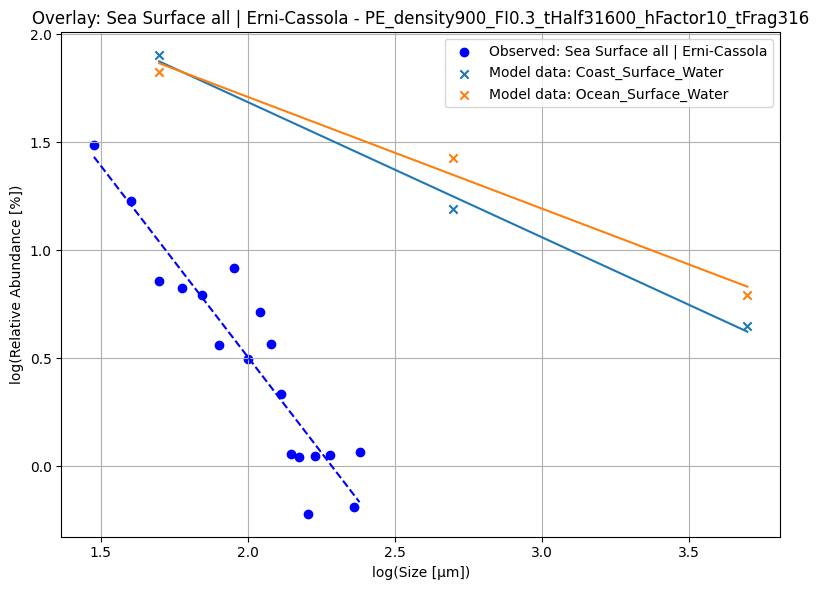 Overlay: Sea Surface all | Erni-Cassola - PE_density900_FI0.3_tHalf31600_hFactor10_tFrag316
Observed: Sea Surface all | Erni-Cassola
Model data: Coast_Surface_Water
Model data: Ocean_Surface_Water
log(Relative Abundance [%])
2.0
1.5
1.0
0.5
0.0
1.5
2.0
2.5
3.0
3.5
log(Size [µm])